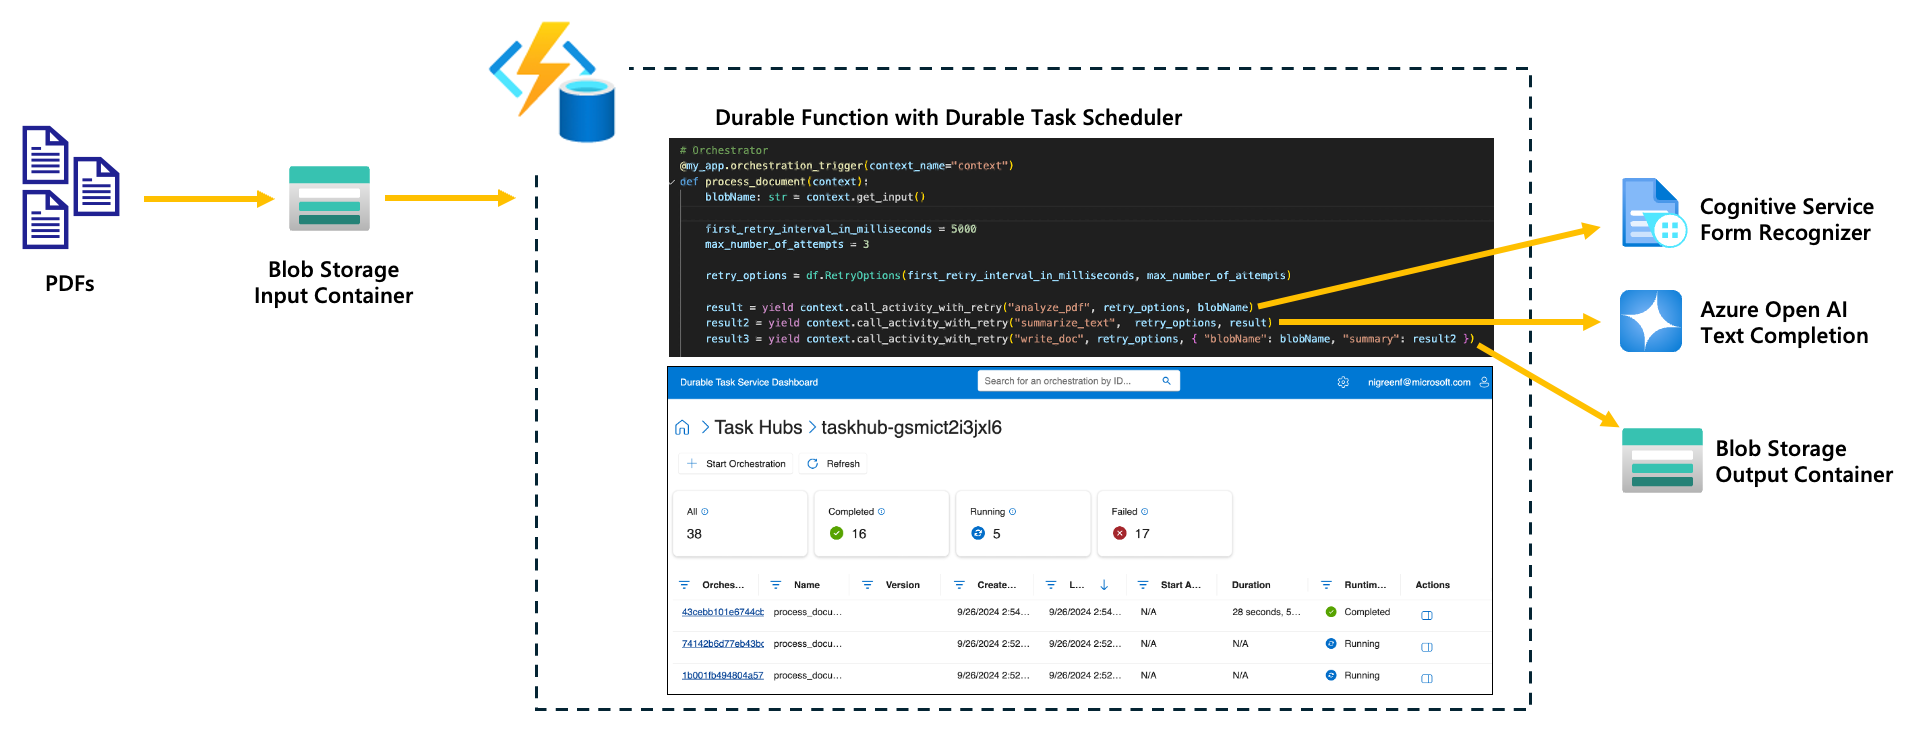 PDFs
Blob Storage
Input Container
Durable Function with Durable Task Scheduler
# Orchestrator
@my_app.orchestration_trigger(context_name="context")
def process_document(context):
blobName: str = context.get_input()
first_retry_interval_in_milliseconds = 5000
max_number_of_attempts = 3
retry_options = df.RetryOptions(first_retry_interval_in_milliseconds, max_number_of_attempts)
result = yield context.call_activity_with_retry("analyze_pdf", retry_options, blobName)
result2 = yield context.call_activity_with_retry("summarize_text", retry_options, result)
result3 = yield context.call_activity_with_retry("write_doc", retry_options, { "blobName": blobName, "summary": result2 })
Durable Task Service Dashboard
Search for an orchestration by ID...
nigreenf@microsoft.com
Task Hubs > taskhub-gsmict2i3jxl6
Start Orchestration
Refresh
All
38
Completed
16
Running
5
Failed
17
Orches... Name Version Create... L... Start A... Duration Runtim... Actions
43cebb101e6744cb process_docu... 9/26/2024 2:54... 9/26/2024 2:54... N/A 28 seconds, 5... Completed
74142b6d77eb43bc process_docu... 9/26/2024 2:52... 9/26/2024 2:52... N/A N/A Running
1b001fb494804a57 process_docu... 9/26/2024 2:52... 9/26/2024 2:52... N/A N/A Running
Cognitive Service
Form Recognizer
Azure Open AI
Text Completion
Blob Storage
Output Container